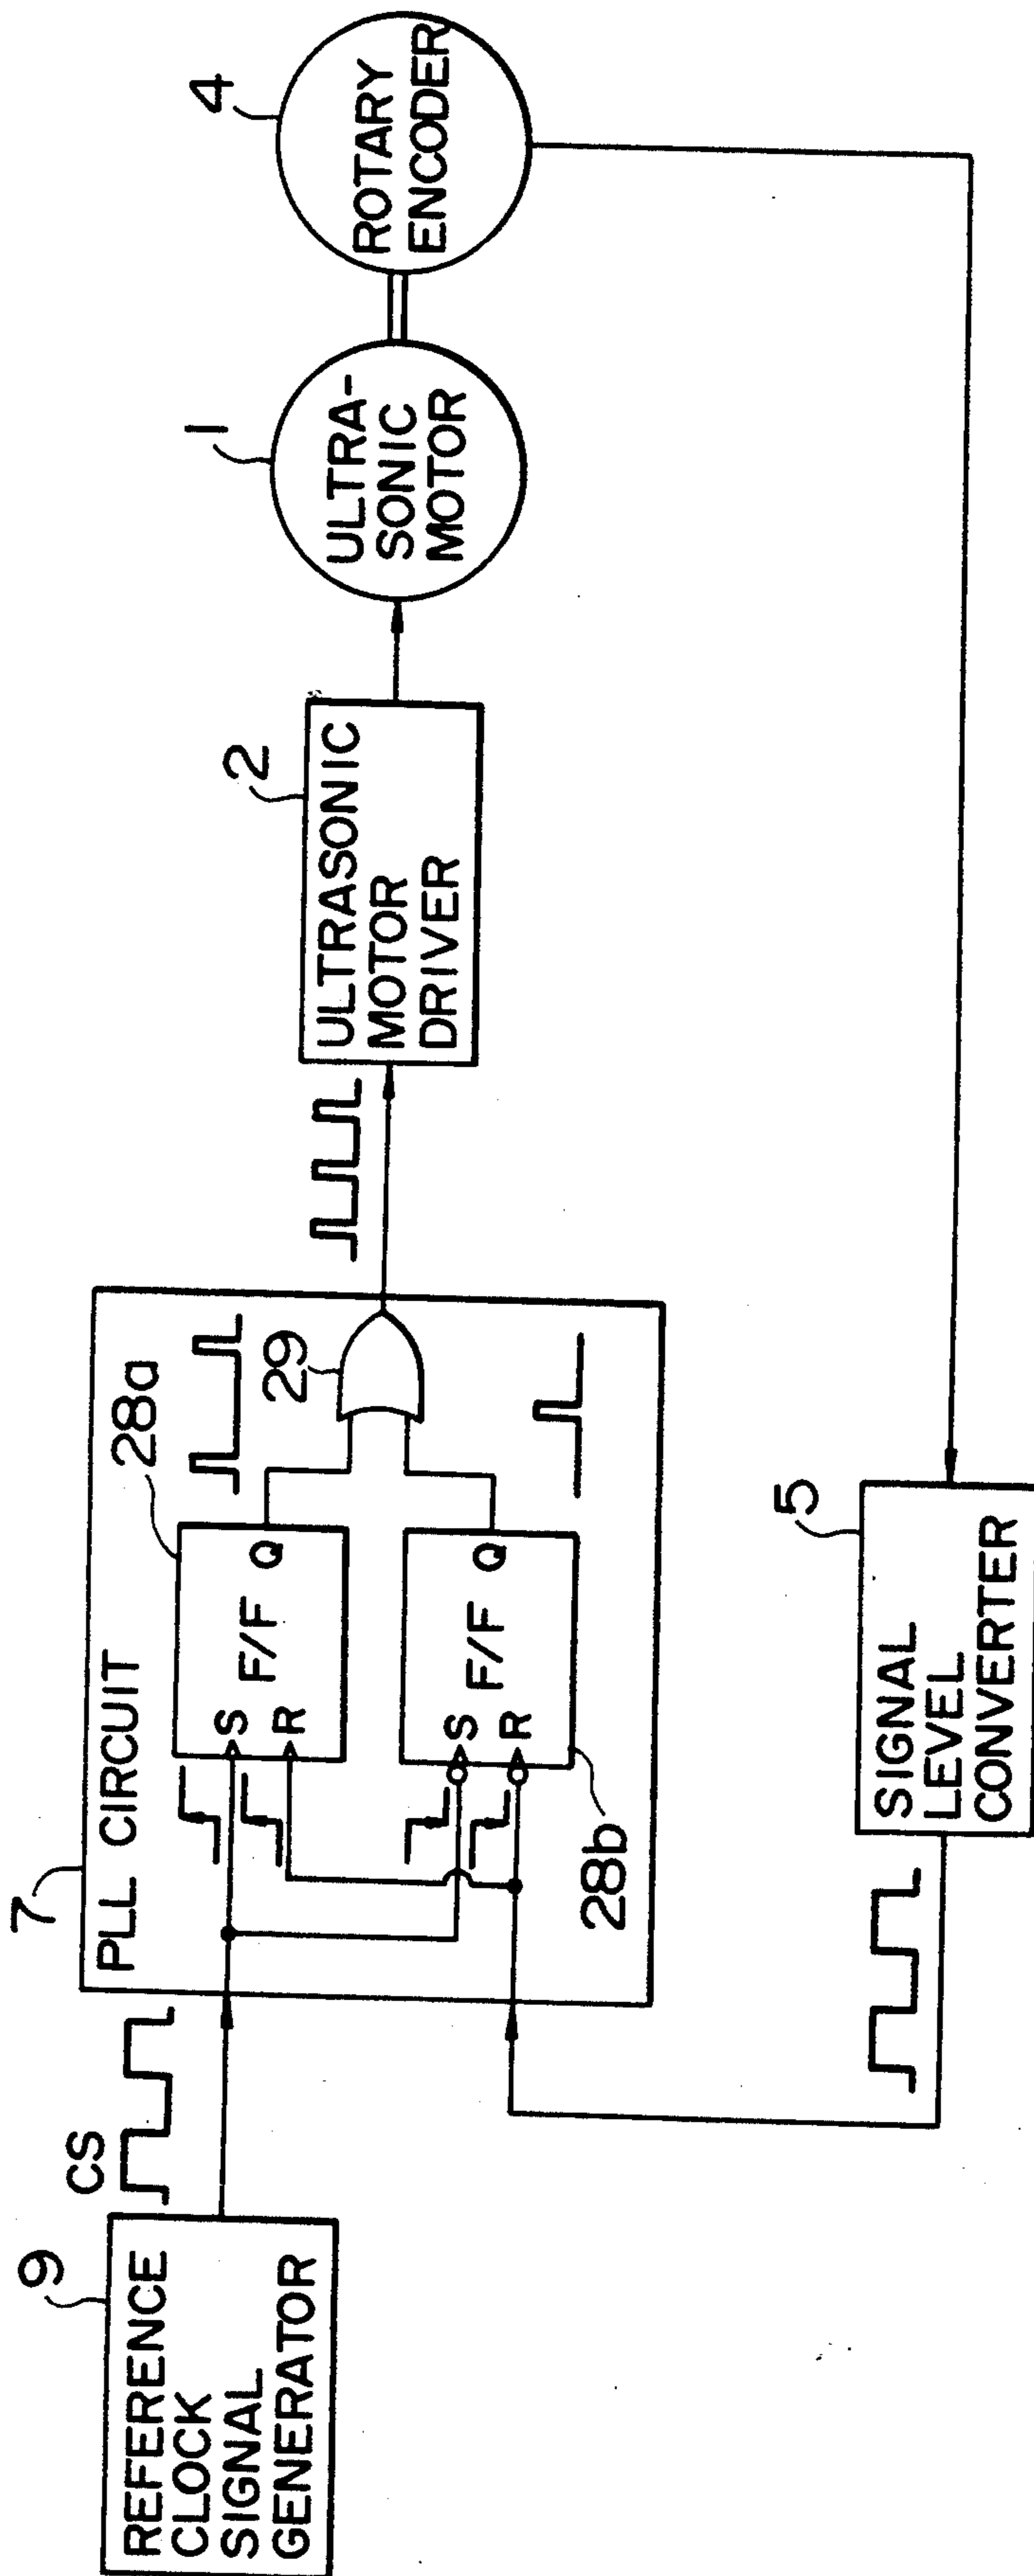 9
REFERENCE
CLOCK
SIGNAL
GENERATOR
CS
7
PLL CIRCUIT
28a
S
R
F/F
Q
S
R
F/F
Q
28b
29
2
ULTRASONIC
MOTOR
DRIVER
1
ULTRA-
SONIC
MOTOR
4
ROTARY
ENCODER
5
SIGNAL
LEVEL
CONVERTER